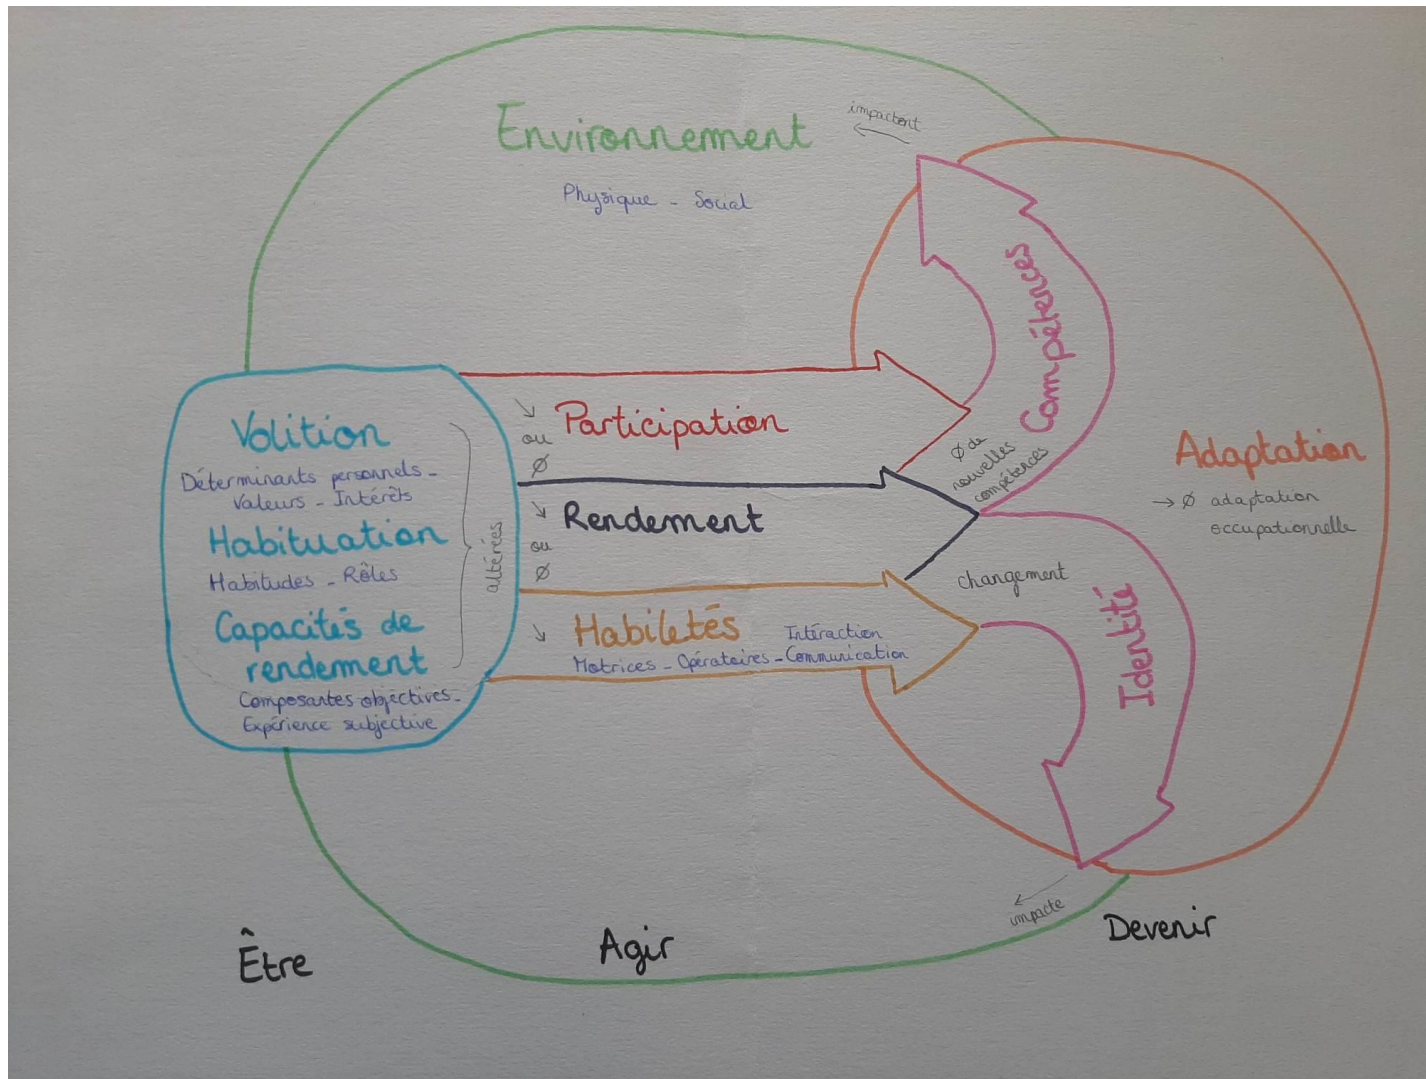 Environnement
impactent
←
Physique - Social
Compétences
Volition
Déterminants personnels -
Valeurs - Intérêts
Habituation
Habitudes - Rôles
Capacités de
rendement
Composantes objectives -
Expérience subjective
altérées
↘
ou
Ø
Participation
↘
ou
Ø
Rendement
↘
Habiletés
Intéraction
Motrices - Opératoires - Communication
Ø de
nouvelles
compétences
changement
Identité
Adaptation
→ Ø adaptation
occupationnelle
←
impacte
Être
Agir
Devenir